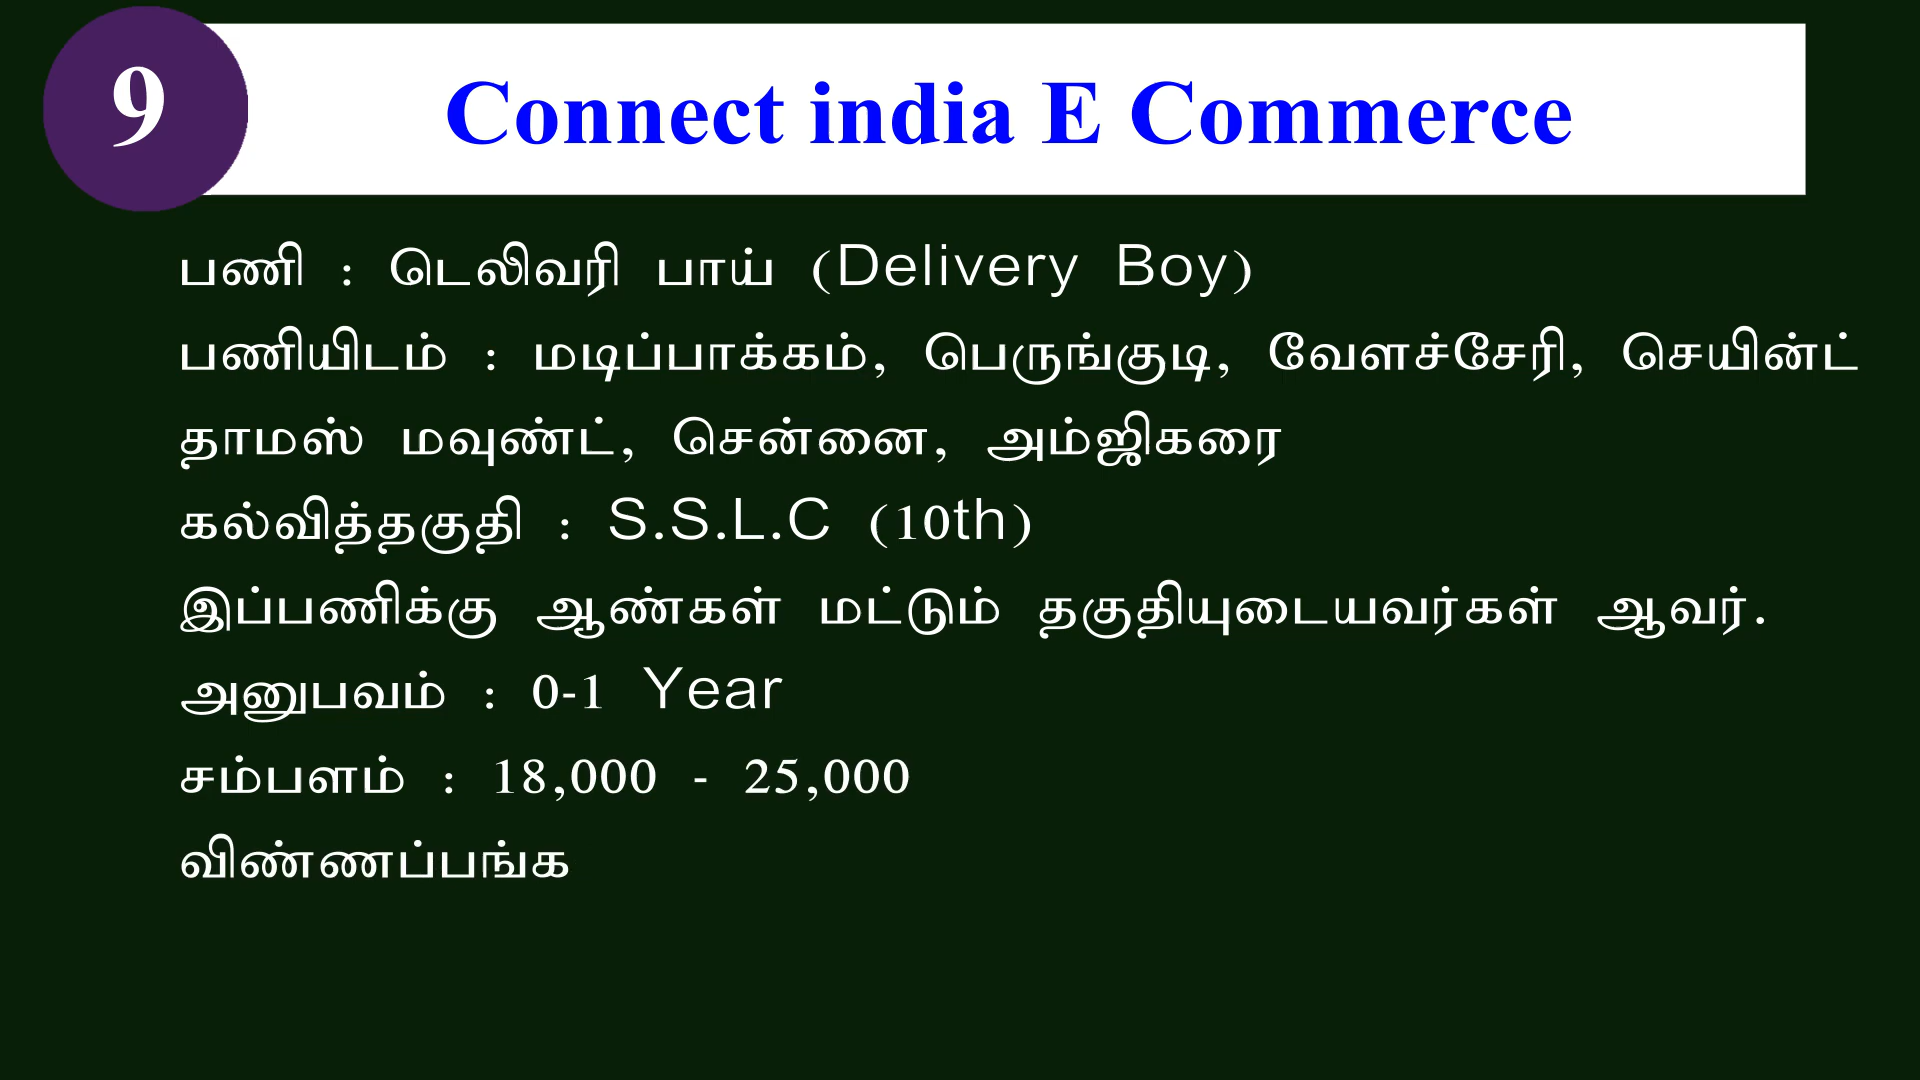 9
Connect india E Commerce
பணி : டெலிவரி பாய் (Delivery Boy)
பணியிடம் : மடிப்பாக்கம், பெருங்குடி, வேளச்சேரி, செயின்ட்
தாமஸ் மவுண்ட், சென்னை, அம்ஜிகரை
கல்வித்தகுதி : S.S.L.C (10th)
இப்பணிக்கு ஆண்கள் மட்டும் தகுதியுடையவர்கள் ஆவர்.
அனுபவம் : 0-1 Year
சம்பளம் : 18,000 - 25,000
விண்ணப்பங்க